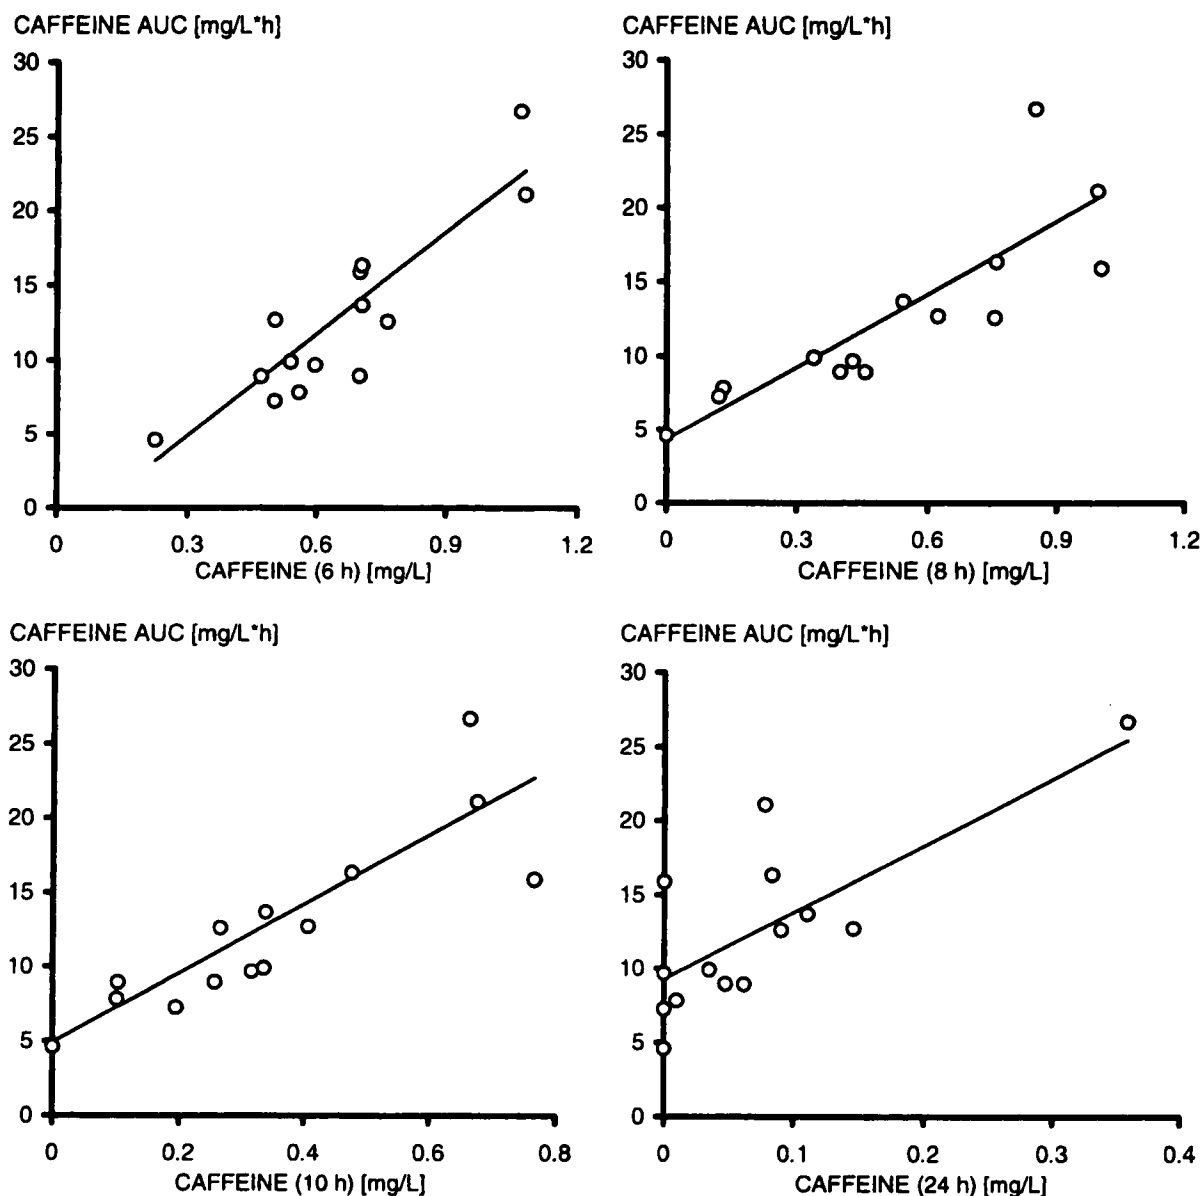 CAFFEINE AUC [mg/L*h]
30
25
20
15
10
5
0
0 0.3 0.6 0.9 1.2
CAFFEINE (6 h) [mg/L]
CAFFEINE AUC [mg/L*h]
30
25
20
15
10
5
0
0 0.3 0.6 0.9 1.2
CAFFEINE (8 h) [mg/L]
CAFFEINE AUC [mg/L*h]
30
25
20
15
10
5
0
0 0.2 0.4 0.6 0.8
CAFFEINE (10 h) [mg/L]
CAFFEINE AUC [mg/L*h]
30
25
20
15
10
5
0
0 0.1 0.2 0.3 0.4
CAFFEINE (24 h) [mg/L]